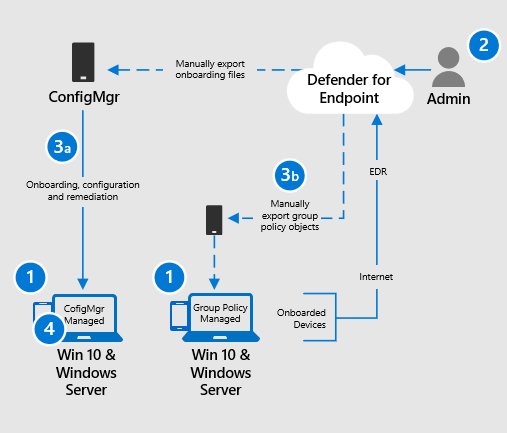 2
Manually export
onboarding files
Defender for
Endpoint
ConfigMgr
Admin
3a
Onboarding, configuration
and remediation
3b
Manually
export group
policy objects
EDR
Internet
1
CofigMgr
Managed
4
Win 10 &
Windows
Server
1
Group Policy
Managed
Win 10 &
Windows
Server
Onboarded
Devices